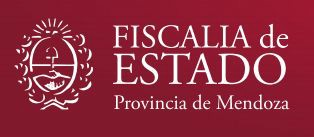 FISCALIA de
ESTADO
Provincia de Mendoza